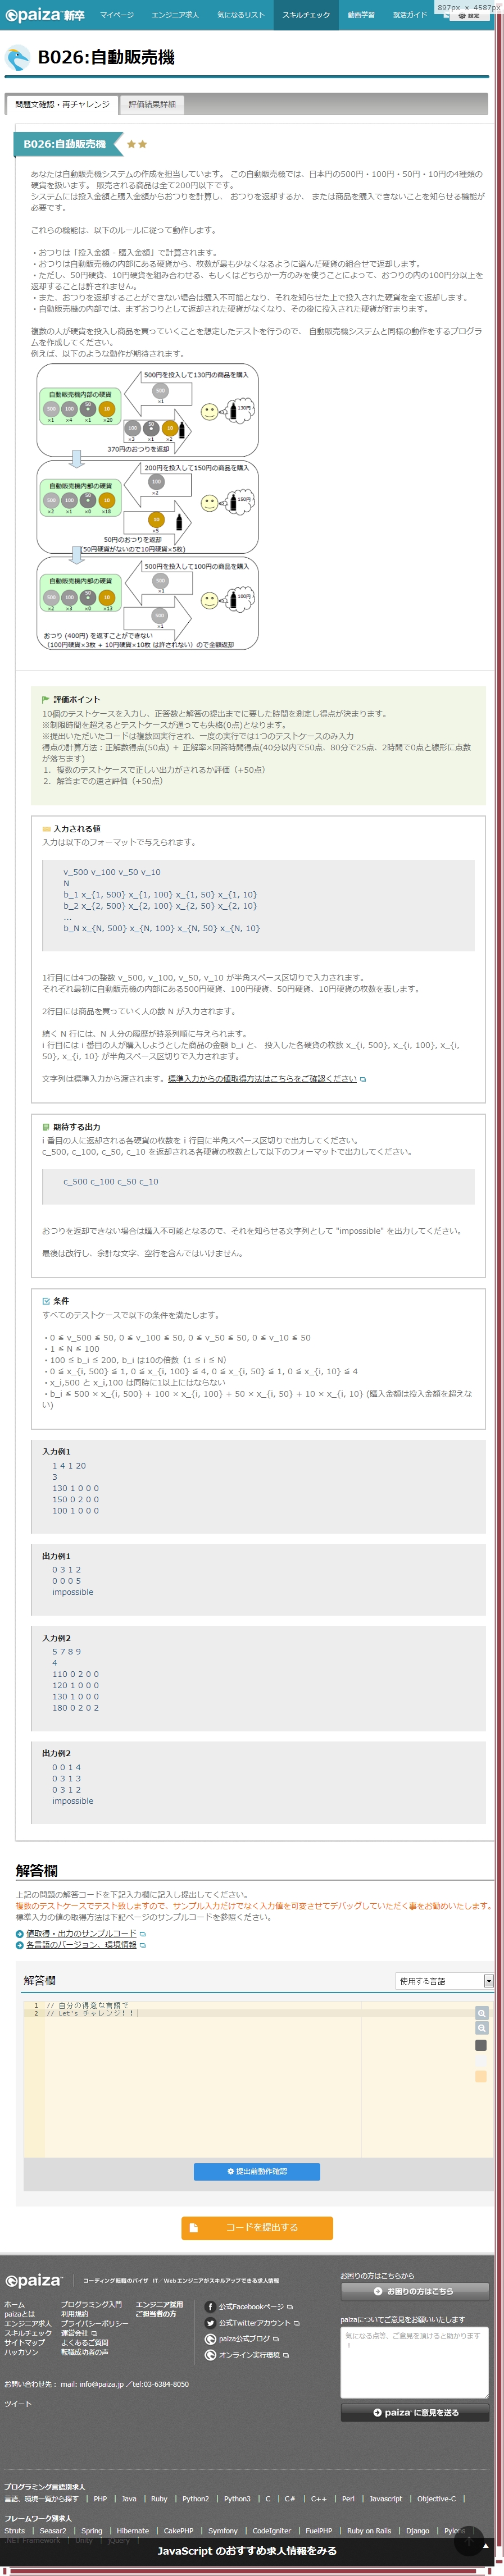 paiza 新卒
マイページ
エンジニア求人
気になるリスト
スキルチェック
動画学習
就活ガイド
897px × 4587px
B026:自動販売機
問題文確認・再チャレンジ
評価結果詳細
B026:自動販売機
あなたは自動販売機システムの作成を担当しています。 この自動販売機では、日本円の500円・100円・50円・10円の4種類の
硬貨を扱います。 販売される商品は全て200円以下です。
システムには投入金額と購入金額からおつりを計算し、 おつりを返却するか、 または商品を購入できないことを知らせる機能が
必要です。
これらの機能は、以下のルールに従って動作します。
・おつりは「投入金額 - 購入金額」で計算されます。
・おつりは自動販売機の内部にある硬貨から、枚数が最も少なくなるように選んだ硬貨の組合せで返却します。
・ただし、50円硬貨、10円硬貨を組み合わせる、もしくはどちらか一方のみを使うことによって、おつりの内の100円分以上を
返却することは許されません。
・また、おつりを返却することができない場合は購入不可能となり、それを知らせた上で投入された硬貨を全て返却します。
・自動販売機の内部では、まずおつりとして返却された硬貨がなくなり、その後に投入された硬貨が貯まります。
複数の人が硬貨を投入し商品を買っていくことを想定したテストを行うので、 自動販売機システムと同様の動作をするプログラ
ムを作成してください。
例えば、以下のような動作が期待されます。
500円を投入して130円の商品を購入
自動販売機内部の硬貨
500 100 50 10
×1 ×4 ×1 ×20
500
×1
130円
100 50 10
×3 ×1 ×2
370円のおつりを返却
200円を投入して150円の商品を購入
自動販売機内部の硬貨
500 100 50 10
×2 ×1 ×0 ×18
100
×2
150円
10
×5
50円のおつりを返却
(50円硬貨がないので10円硬貨×5枚)
500円を投入して100円の商品を購入
自動販売機内部の硬貨
500 100 50 10
×2 ×3 ×0 ×13
500
×1
100円
500
×1
おつり (400円) を返すことができない
（100円硬貨×3枚 + 10円硬貨×10枚 は許されない）ので全額返却
評価ポイント
10個のテストケースを入力し、正答数と解答の提出までに要した時間を測定し得点が決まります。
※制限時間を超えるとテストケースが通っても失格(0点)となります。
※提出いただいたコードは複数回実行され、一度の実行では1つのテストケースのみ入力
得点の計算方法：正解数得点(50点) ＋ 正解率×回答時間得点(40分以内で50点、80分で25点、2時間で0点と線形に点数
が落ちます)
1. 複数のテストケースで正しい出力がされるか評価（+50点）
2. 解答までの速さ評価（+50点）
入力される値
入力は以下のフォーマットで与えられます。
v_500 v_100 v_50 v_10
N
b_1 x_{1, 500} x_{1, 100} x_{1, 50} x_{1, 10}
b_2 x_{2, 500} x_{2, 100} x_{2, 50} x_{2, 10}
...
b_N x_{N, 500} x_{N, 100} x_{N, 50} x_{N, 10}
1行目には4つの整数 v_500, v_100, v_50, v_10 が半角スペース区切りで入力されます。
それぞれ最初に自動販売機の内部にある500円硬貨、100円硬貨、50円硬貨、10円硬貨の枚数を表します。
2行目には商品を買っていく人の数 N が入力されます。
続く N 行には、N 人分の履歴が時系列順に与えられます。
i 行目には i 番目の人が購入しようとした商品の金額 b_i と、 投入した各硬貨の枚数 x_{i, 500}, x_{i, 100}, x_{i,
50}, x_{i, 10} が半角スペース区切りで入力されます。
文字列は標準入力から渡されます。標準入力からの値取得方法はこちらをご確認ください
期待する出力
i 番目の人に返却される各硬貨の枚数を i 行目に半角スペース区切りで出力してください。
c_500, c_100, c_50, c_10 を返却される各硬貨の枚数として以下のフォーマットで出力してください。
c_500 c_100 c_50 c_10
おつりを返却できない場合は購入不可能となるので、それを知らせる文字列として "impossible" を出力してください。
最後は改行し、余計な文字、空行を含んではいけません。
条件
すべてのテストケースで以下の条件を満たします。
・0 ≦ v_500 ≦ 50, 0 ≦ v_100 ≦ 50, 0 ≦ v_50 ≦ 50, 0 ≦ v_10 ≦ 50
・1 ≦ N ≦ 100
・100 ≦ b_i ≦ 200, b_i は10の倍数（1 ≦ i ≦ N）
・0 ≦ x_{i, 500} ≦ 1, 0 ≦ x_{i, 100} ≦ 4, 0 ≦ x_{i, 50} ≦ 1, 0 ≦ x_{i, 10} ≦ 4
・x_i,500 と x_i,100 は同時に1以上にはならない
・b_i ≦ 500 × x_{i, 500} + 100 × x_{i, 100} + 50 × x_{i, 50} + 10 × x_{i, 10} (購入金額は投入金額を超えな
い)
入力例1
1 4 1 20
3
130 1 0 0 0
150 0 2 0 0
100 1 0 0 0
出力例1
0 3 1 2
0 0 0 5
impossible
入力例2
5 7 8 9
4
110 0 2 0 0
120 1 0 0 0
130 1 0 0 0
180 0 2 0 2
出力例2
0 0 1 4
0 3 1 3
0 3 1 2
impossible
解答欄
上記の問題の解答コードを下記入力欄に記入し提出してください。
複数のテストケースでテスト致しますので、サンプル入力だけでなく入力値を可変させてデバッグしていただく事をお勧めいたします。
標準入力の値の取得方法は下記ページのサンプルコードを参照ください。
値取得・出力のサンプルコード
各言語のバージョン、環境情報
解答欄
使用する言語
1 // 自分の得意な言語で
2 // Let's チャレンジ！！
提出前動作確認
コードを提出する
paiza
コーディング転職のパイザ IT Webエンジニアがスキルアップできる求人情報
お困りの方はこちらから
お困りの方はこちら
ホーム
paizaとは
エンジニア求人
スキルチェック
サイトマップ
ハッカソン
プログラミング入門
利用規約
プライバシーポリシー
運営会社
よくあるご質問
転職成功者の声
エンジニア採用
ご担当者の方
公式Facebookページ
公式Twitterアカウント
paiza公式ブログ
オンライン実行環境
paizaについてご意見をお願いいたします
気になる点等、ご意見を頂けると助かります
！
paiza に意見を送る
お問い合わせ先： mail: info@paiza.jp ／tel:03-6384-8050
ツイート
プログラミング言語別求人
言語、環境一覧から探す | PHP | Java | Ruby | Python2 | Python3 | C | C# | C++ | Perl | Javascript | Objective-C |
フレームワーク別求人
Struts | Seasar2 | Spring | Hibernate | CakePHP | Symfony | CodeIgniter | FuelPHP | Ruby on Rails | Django | Pylons |
.NET Framework | Unity | jQuery |
JavaScript のおすすめ求人情報をみる